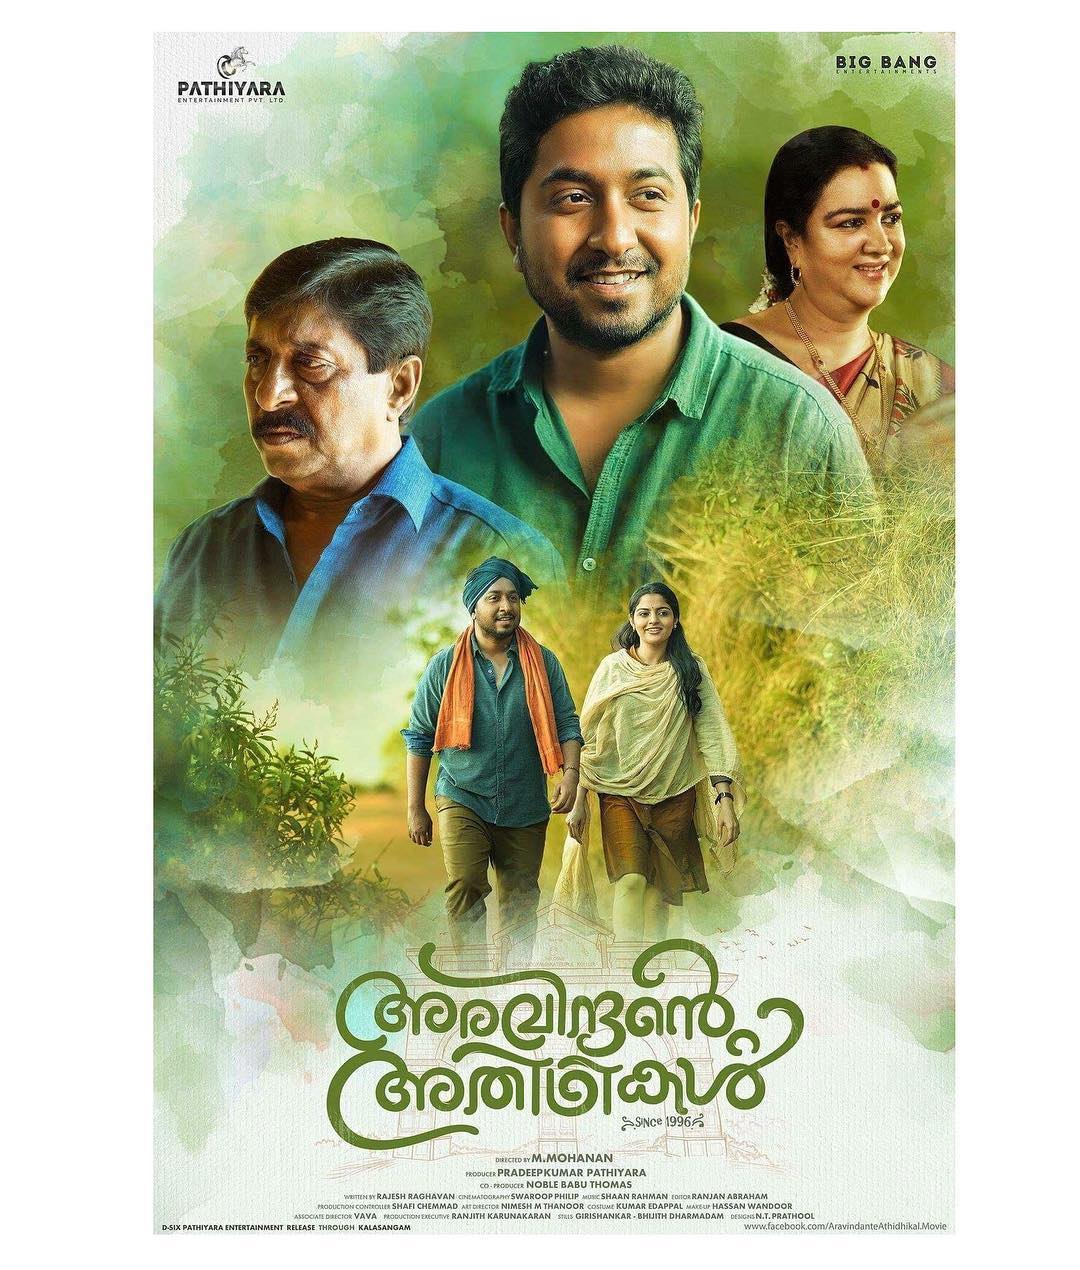 PATHIYARA
ENTERTAINMENT PVT. LTD.
BIG BANG
ENTERTAINMENTS
അരവിന്ദന്റെ
അതിഥികൾ
SINCE 1996
DIRECTED BY M.MOHANAN
PRODUCER PRADEEPKUMAR PATHIYARA
CO - PRODUCER NOBLE BABU THOMAS
WRITTEN BY RAJESH RAGHAVAN CINEMATOGRAPHY SWAROOP PHILIP MUSIC SHAAN RAHMAN EDITOR RANJAN ABRAHAM
PRODUCTION CONTROLLER SHAFI CHEMMAD ART DIRECTOR NIMESH M THANOOR COSTUME KUMAR EDAPPAL MAKEUP HASSAN WANDOOR
ASSOCIATE DIRECTOR VAVA PRODUCTION EXECUTIVE RANJITH KARUNAKARAN STILLS GIRISHANKAR - BHIJITH DHARMADAM DESIGNS N.T. PRATHOOL
D-SIX PATHIYARA ENTERTAINMENT RELEASE THROUGH KALASANGAM
www.facebook.com/AravindanteAthidhikal.Movie